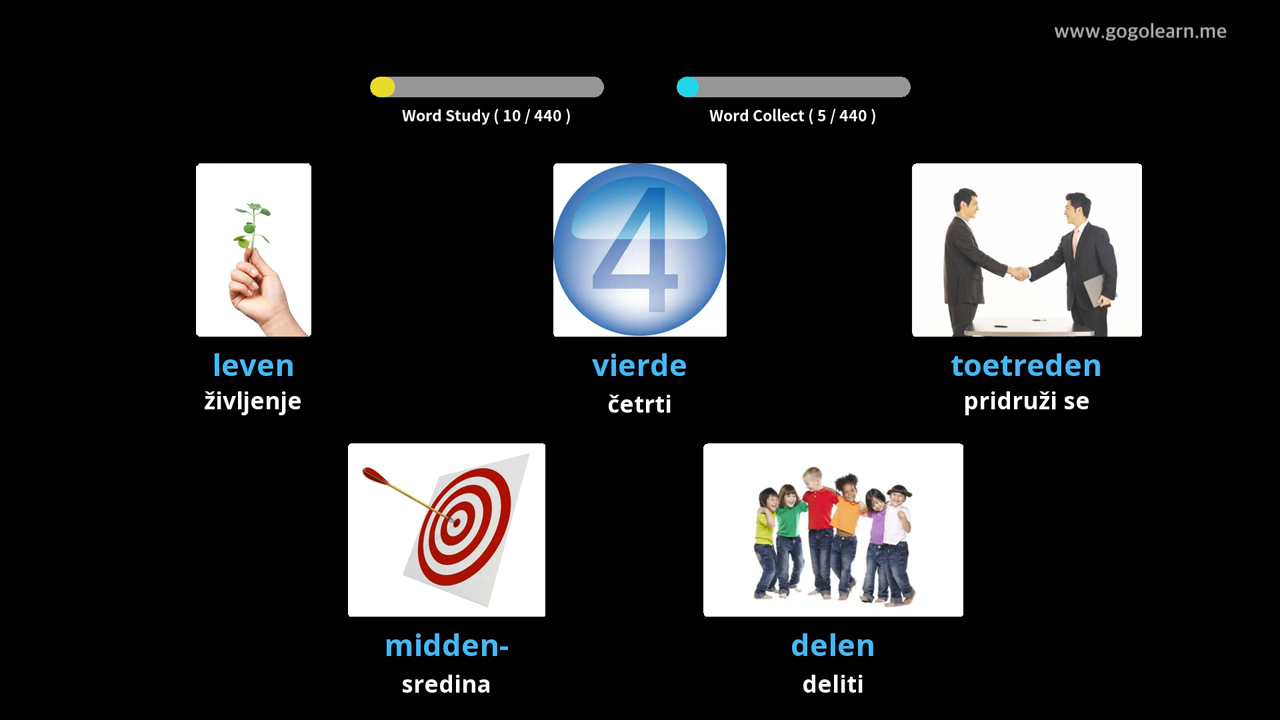 www.gogolearn.me
Word Study ( 10 / 440 )
Word Collect ( 5 / 440 )
4
leven
življenje
vierde
četrti
toetreden
pridruži se
midden-
sredina
delen
deliti